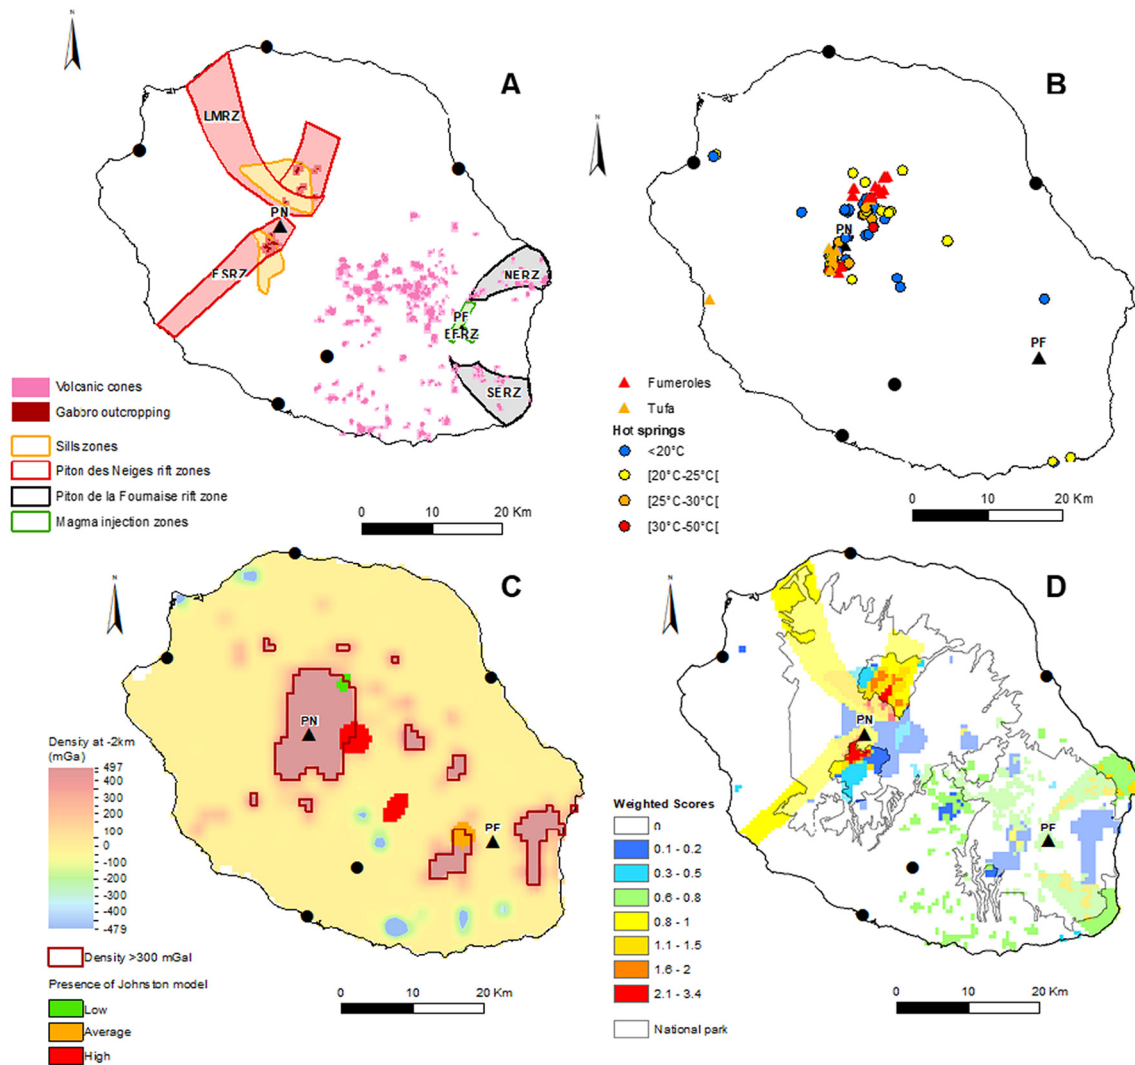 N
A
LMRZ
PN
ESRZ
NERZ
PF
EFRZ
SERZ
Volcanic cones
Gabbro outcropping
Sills zones
Piton des Neiges rift zones
Piton de la Fournaise rift zone
Magma injection zones
0 10 20 Km
N
B
PN
PF
Fumeroles
Tufa
Hot springs
<20°C
[20°C-25°C[
[25°C-30°C[
[30°C-50°C[
0 10 20 Km
N
C
PN
PF
Density at -2km
(mGal)
497
400
300
200
100
0
-100
-200
-300
-400
-479
Density >300 mGal
Presence of Johnston model
Low
Average
High
0 10 20 Km
N
D
PN
PF
Weighted Scores
0
0.1 - 0.2
0.3 - 0.5
0.6 - 0.8
0.8 - 1
1.1 - 1.5
1.6 - 2
2.1 - 3.4
National park
0 10 20 Km